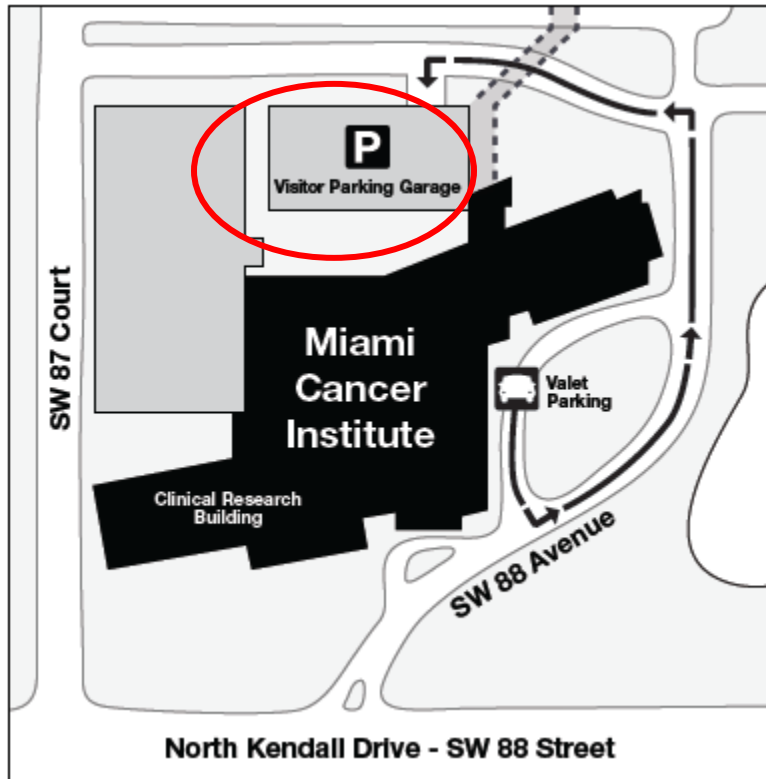 P
Visitor Parking Garage
SW 87 Court
Miami
Cancer
Institute
Valet
Parking
Clinical Research
Building
SW 88 Avenue
North Kendall Drive - SW 88 Street